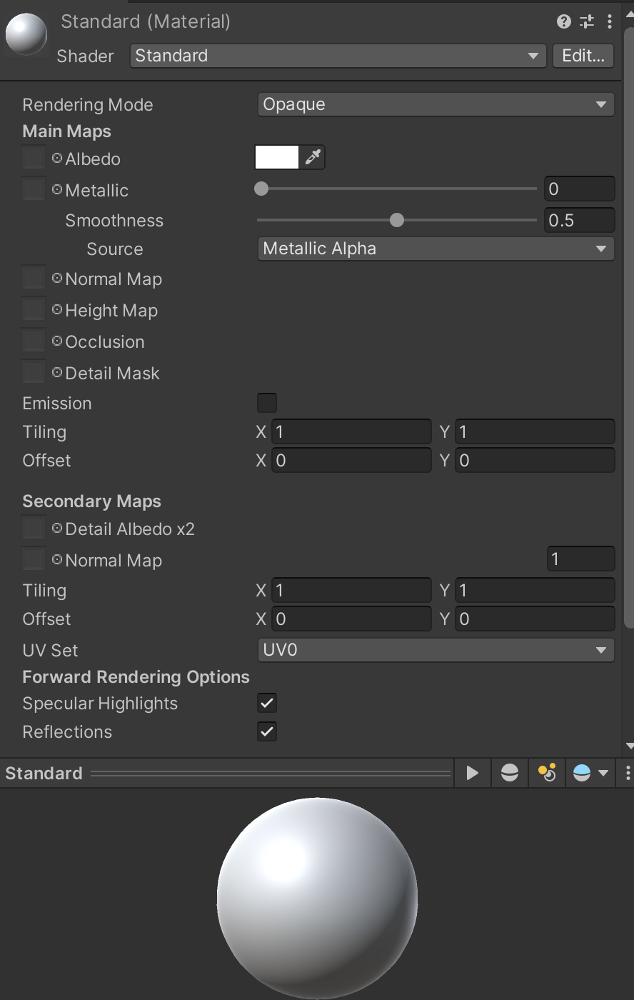 Standard (Material)
Shader Standard Edit...
Rendering Mode Opaque
Main Maps
Albedo
Metallic 0
Smoothness 0.5
Source Metallic Alpha
Normal Map
Height Map
Occlusion
Detail Mask
Emission
Tiling X 1 Y 1
Offset X 0 Y 0
Secondary Maps
Detail Albedo x2
Normal Map 1
Tiling X 1 Y 1
Offset X 0 Y 0
UV Set UV0
Forward Rendering Options
Specular Highlights
Reflections
Standard